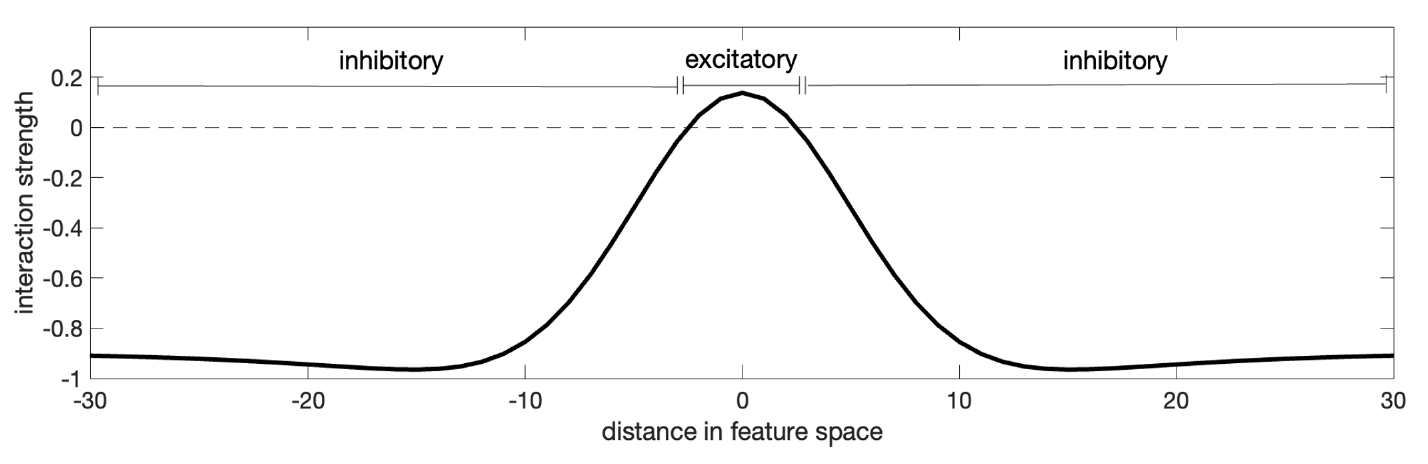 inhibitory excitatory inhibitory
0.2
0
-0.2
-0.4
-0.6
-0.8
-1
interaction strength
-30 -20 -10 0 10 20 30
distance in feature space